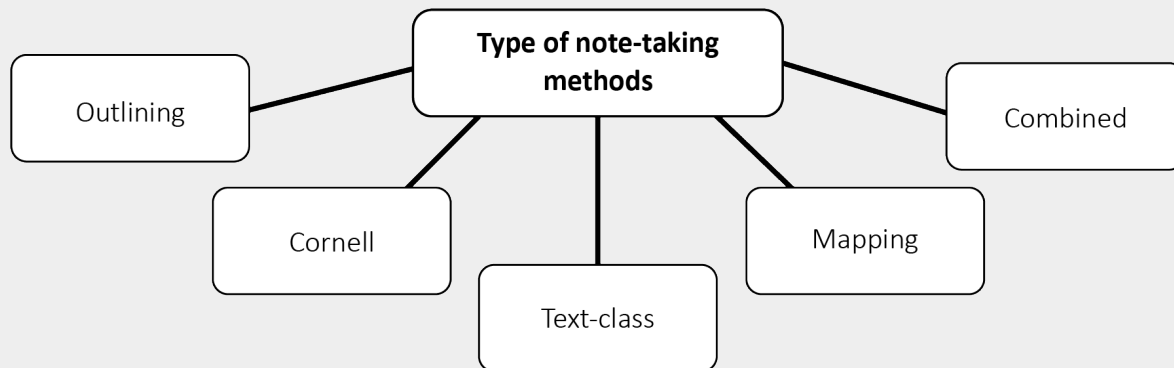 Type of note-taking
methods
Outlining
Cornell
Text-class
Mapping
Combined